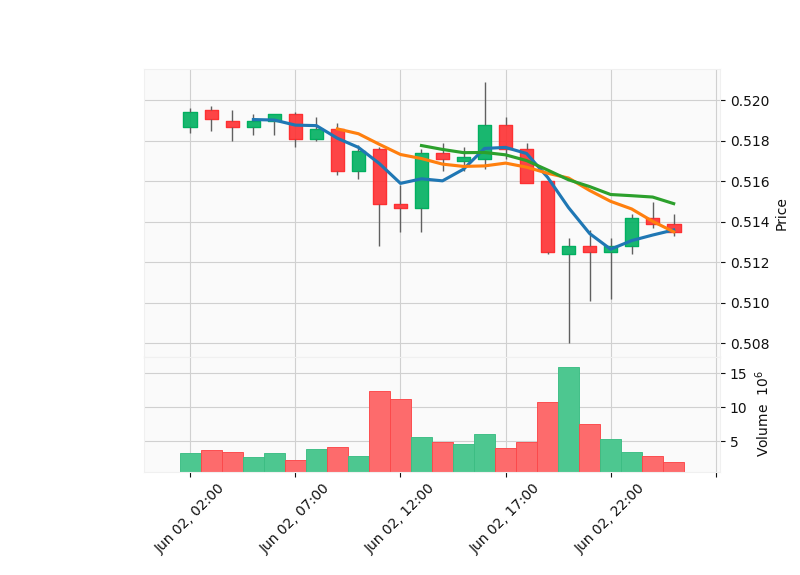 0.520
0.518
0.516
0.514
0.512
0.510
0.508
Price
15
10
5
Volume 10^6
Jun 02, 02:00
Jun 02, 07:00
Jun 02, 12:00
Jun 02, 17:00
Jun 02, 22:00